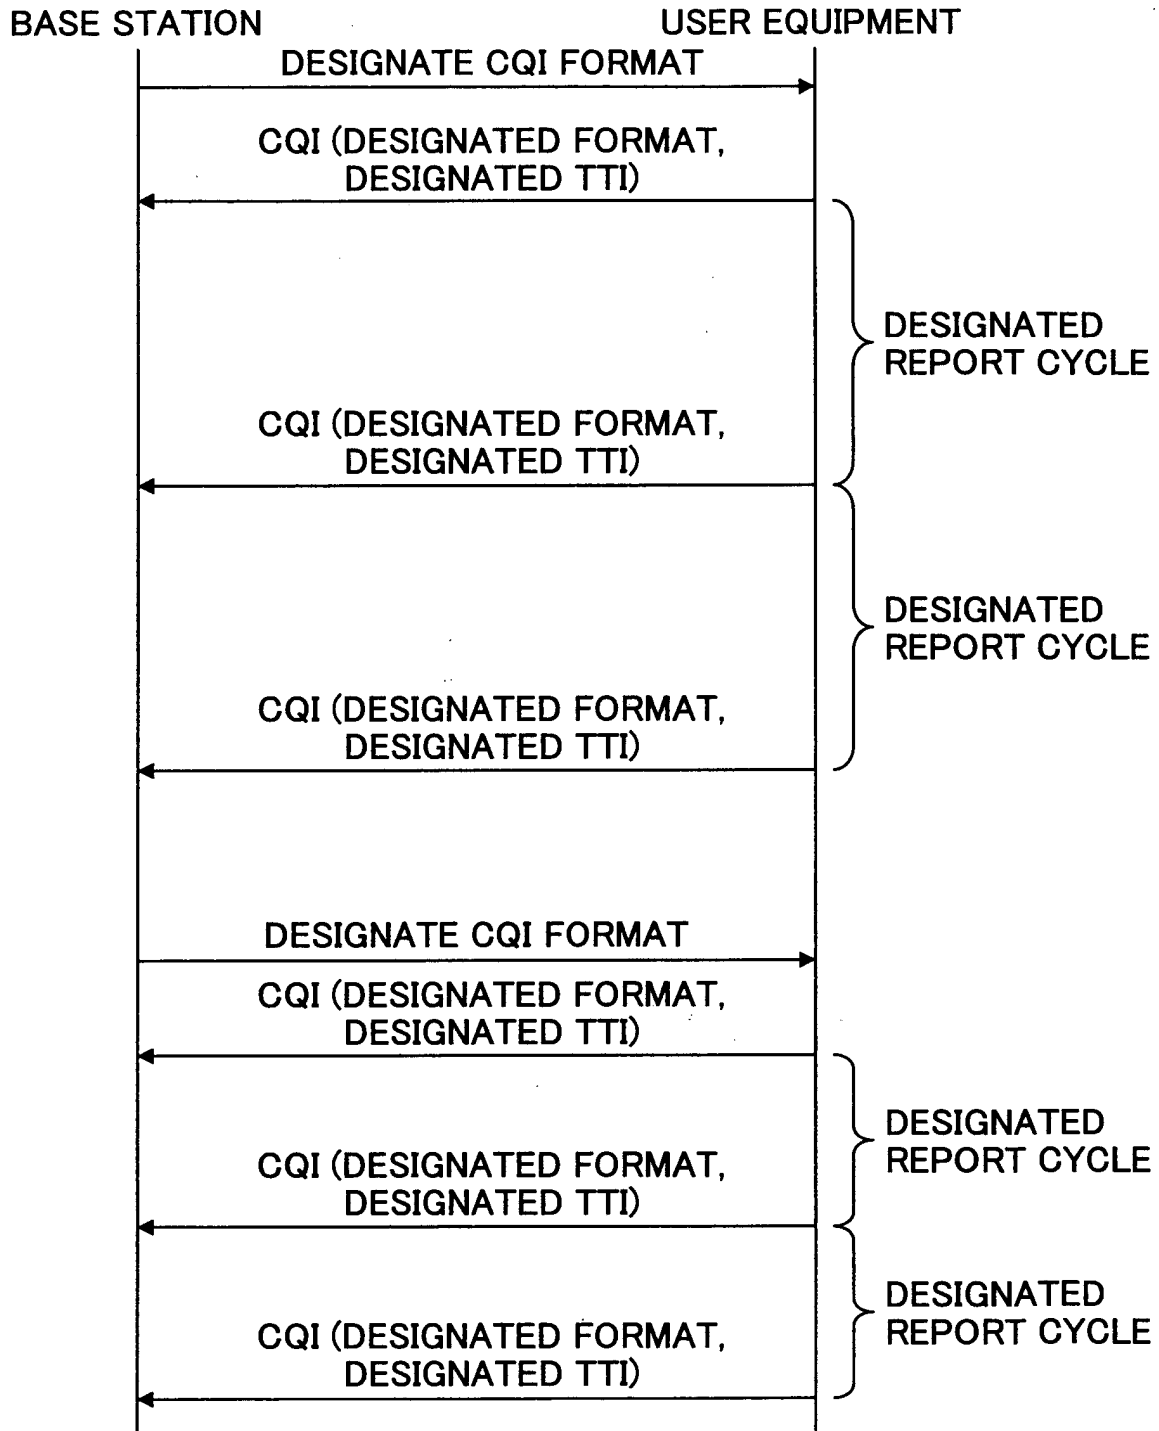 BASE STATION
USER EQUIPMENT
DESIGNATE CQI FORMAT
CQI (DESIGNATED FORMAT,
DESIGNATED TTI)
DESIGNATED
REPORT CYCLE
CQI (DESIGNATED FORMAT,
DESIGNATED TTI)
DESIGNATED
REPORT CYCLE
CQI (DESIGNATED FORMAT,
DESIGNATED TTI)
DESIGNATE CQI FORMAT
CQI (DESIGNATED FORMAT,
DESIGNATED TTI)
DESIGNATED
REPORT CYCLE
CQI (DESIGNATED FORMAT,
DESIGNATED TTI)
DESIGNATED
REPORT CYCLE
CQI (DESIGNATED FORMAT,
DESIGNATED TTI)